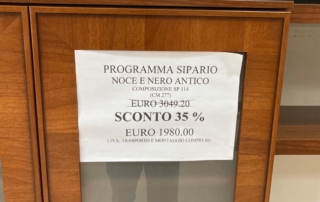 PROGRAMMA SIPARIO
NOCE E NERO ANTICO
COMPOSIZIONE SP 114
(CM 277)
EURO 3049.20
SCONTO 35 %
EURO 1980.00
( IVA, TRASPORTO E MONTAGGIO COMPRESI)